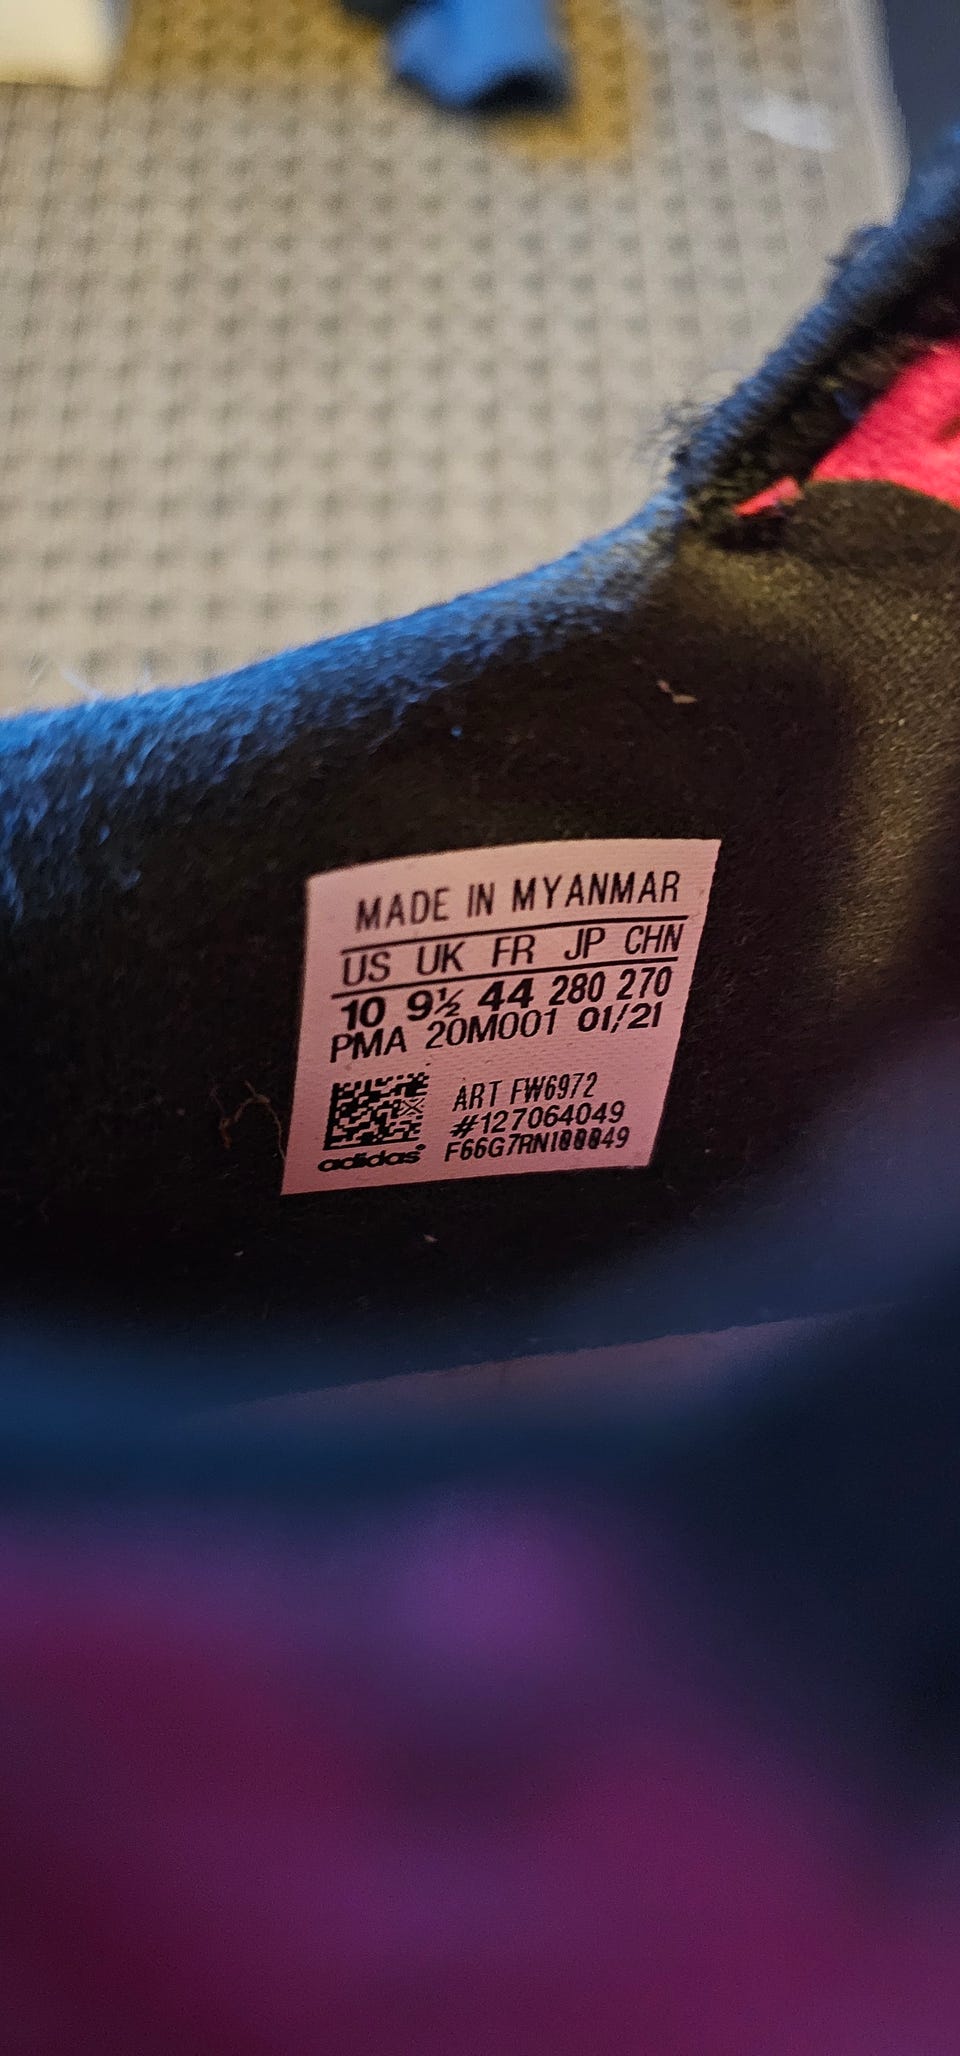 MADE IN MYANMAR
US UK FR JP CHN
10 9½ 44 280 270
PMA 20M001 01/21
ART FW6972
#127064049
adidas